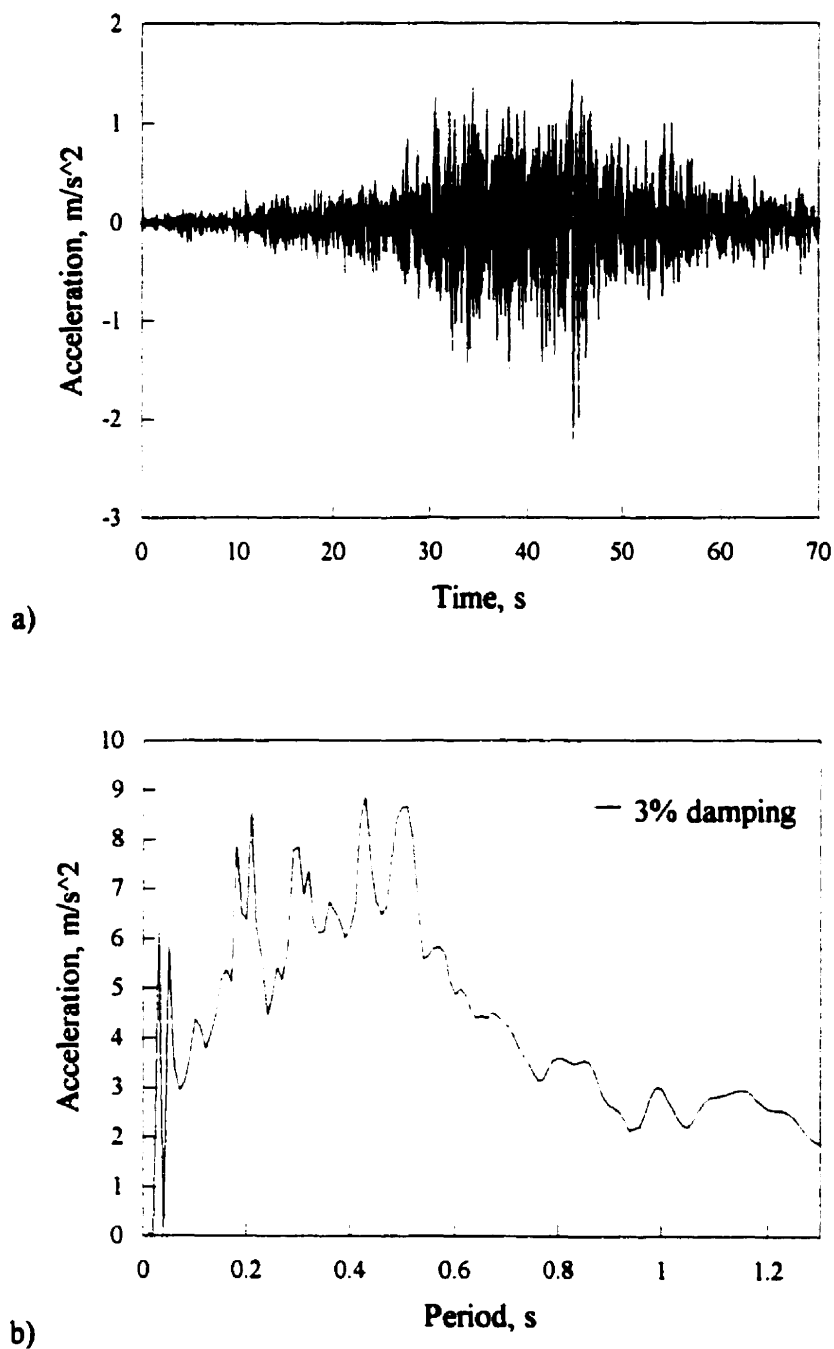 2
1
0
-1
-2
-3
Acceleration, m/s^2
0 10 20 30 40 50 60 70
Time, s
a)
10
9
8
7
6
5
4
3
2
1
0
Acceleration, m/s^2
— 3% damping
0 0.2 0.4 0.6 0.8 1 1.2
Period, s
b)